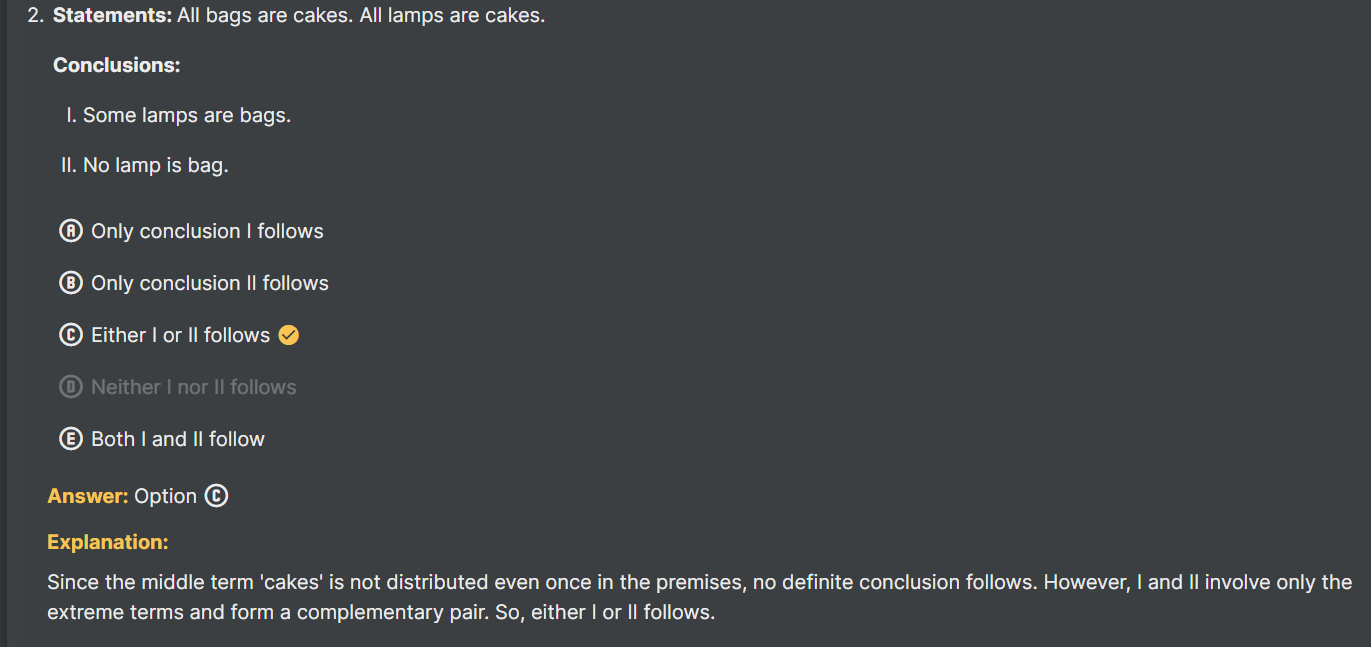 2. Statements: All bags are cakes. All lamps are cakes.
Conclusions:
I. Some lamps are bags.
II. No lamp is bag.
Ⓐ Only conclusion I follows
Ⓑ Only conclusion II follows
Ⓒ Either I or II follows
Ⓓ Neither I nor II follows
Ⓔ Both I and II follow
Answer: Option Ⓒ
Explanation:
Since the middle term 'cakes' is not distributed even once in the premises, no definite conclusion follows. However, I and II involve only the
extreme terms and form a complementary pair. So, either I or II follows.